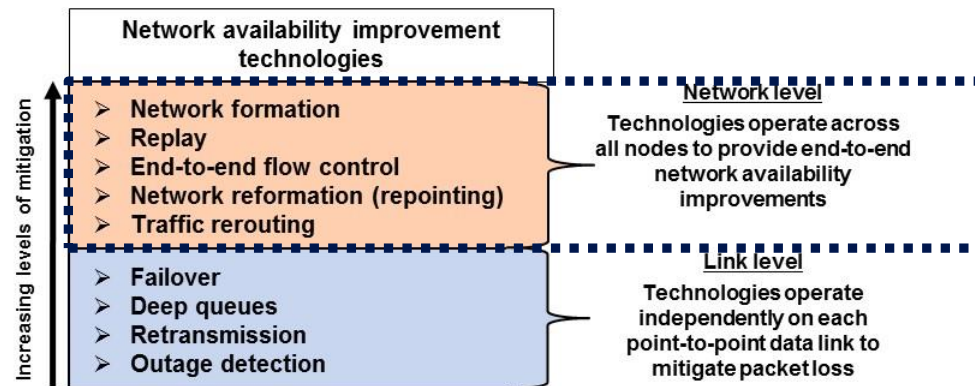 Network availability improvement
technologies
Increasing levels of mitigation
➢ Network formation
➢ Replay
➢ End-to-end flow control
➢ Network reformation (repointing)
➢ Traffic rerouting
Network level
Technologies operate across
all nodes to provide end-to-end
network availability
improvements
➢ Failover
➢ Deep queues
➢ Retransmission
➢ Outage detection
Link level
Technologies operate
independently on each
point-to-point data link to
mitigate packet loss